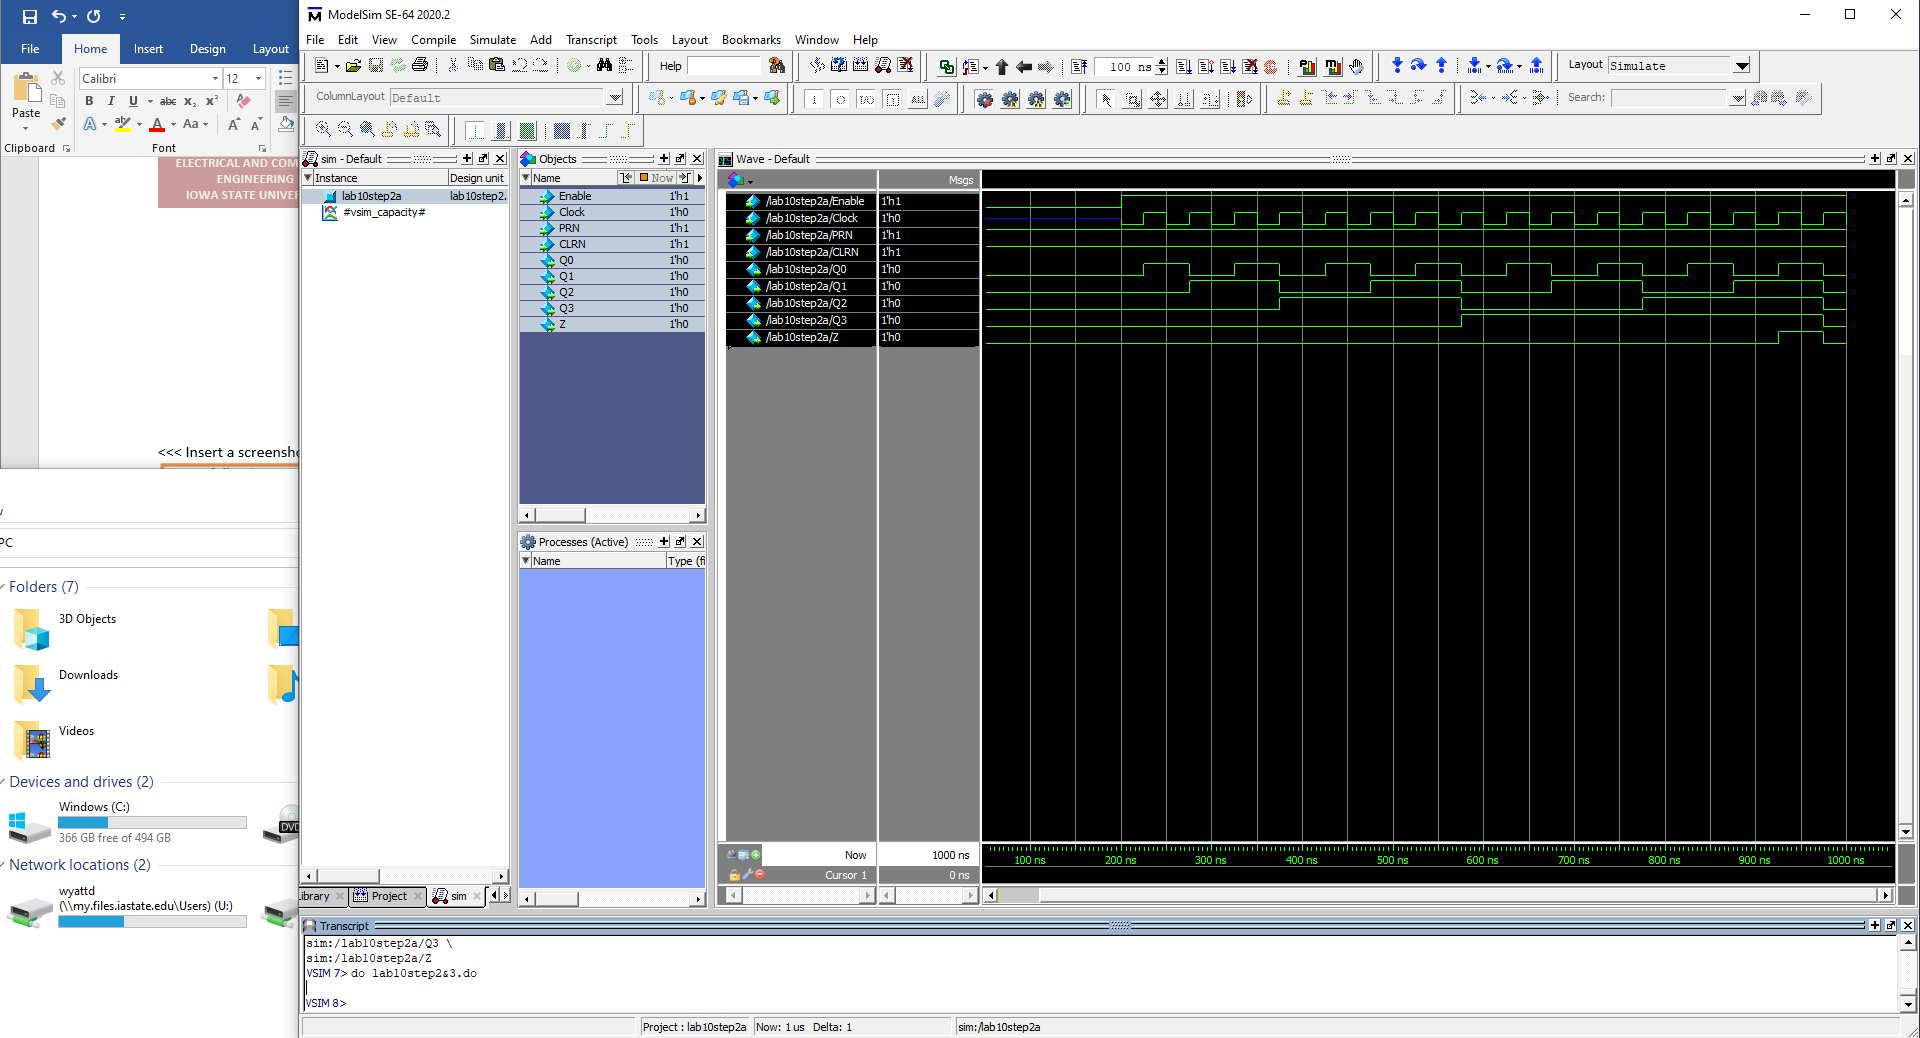 File
Home
Insert
Design
Layout
Calibri
12
B I U abc x₂ x²
Paste
A Aa A A
Clipboard
Font
ELECTRICAL AND COM
ENGINEERING
IOWA STATE UNIVER
<<< Insert a screensho
PC
Folders (7)
3D Objects
Downloads
Videos
Devices and drives (2)
Windows (C:)
366 GB free of 494 GB
DVD
Network locations (2)
wyattd
(\\my.files.iastate.edu\Users) (U:)
ModelSim SE-64 2020.2
File Edit View Compile Simulate Add Transcript Tools Layout Bookmarks Window Help
Help
100 ns
Layout Simulate
ColumnLayout Default
ALL
Search:
sim - Default
Instance Design unit
lab10step2a lab10step2.
#vsim_capacity#
Library Project sim
Objects
Name Now
Enable 1'h1
Clock 1'h0
PRN 1'h1
CLRN 1'h1
Q0 1'h0
Q1 1'h0
Q2 1'h0
Q3 1'h0
Z 1'h0
Processes (Active)
Name Type (fi
Wave - Default
Msgs
/lab10step2a/Enable 1'h1
/lab10step2a/Clock 1'h0
/lab10step2a/PRN 1'h1
/lab10step2a/CLRN 1'h1
/lab10step2a/Q0 1'h0
/lab10step2a/Q1 1'h0
/lab10step2a/Q2 1'h0
/lab10step2a/Q3 1'h0
/lab10step2a/Z 1'h0
Now 1000 ns
Cursor 1 0 ns
100 ns 200 ns 300 ns 400 ns 500 ns 600 ns 700 ns 800 ns 900 ns 1000 ns
Transcript
sim:/lab10step2a/Q3 \
sim:/lab10step2a/Z
VSIM 7> do lab10step2&3.do
VSIM 8>
Project : lab10step2a Now: 1 us Delta: 1 sim:/lab10step2a